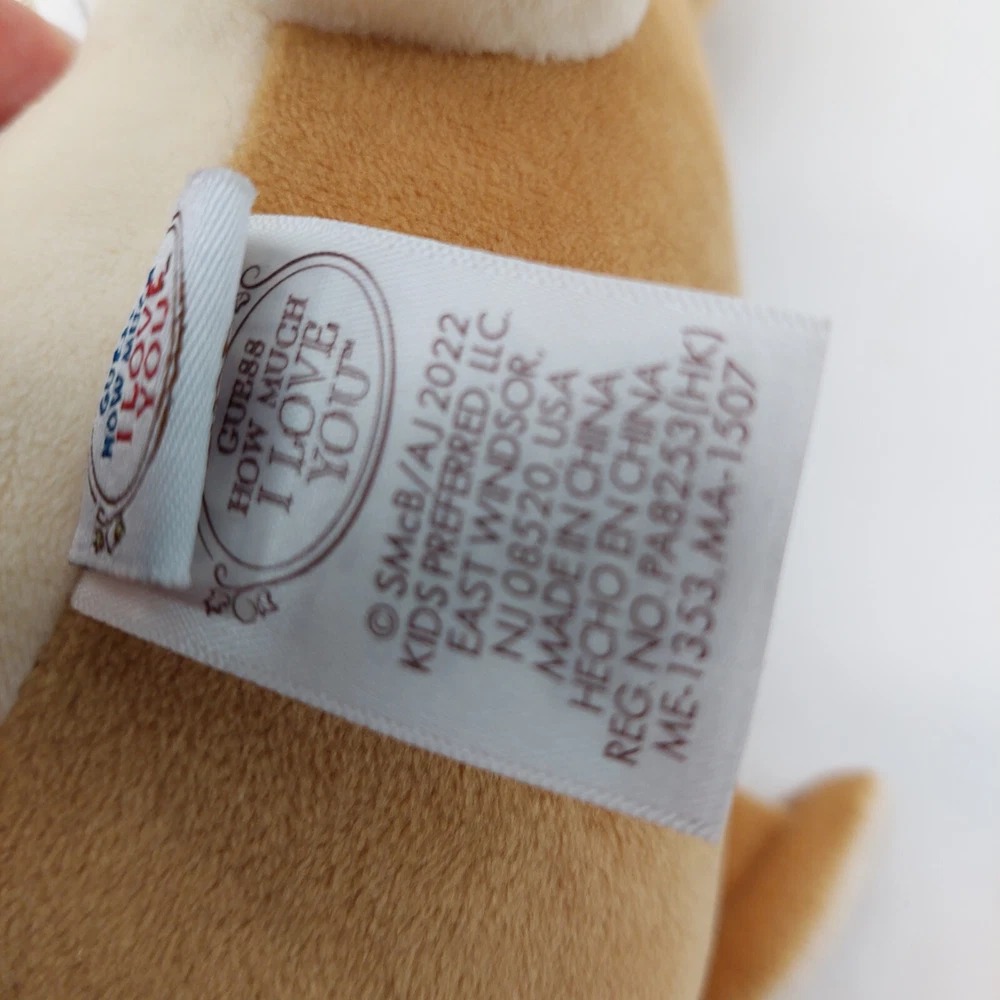 GUESS
HOW MUCH
I LOVE
YOU
GUESS
HOW MUCH
I LOVE
YOU™
© SMcB/AJ 2022
KIDS PREFERRED, LLC.
EAST WINDSOR,
NJ 08520, USA
MADE IN CHINA
HECHO EN CHINA
REG. NO. PA8253(HK)
ME-1353, MA-1507